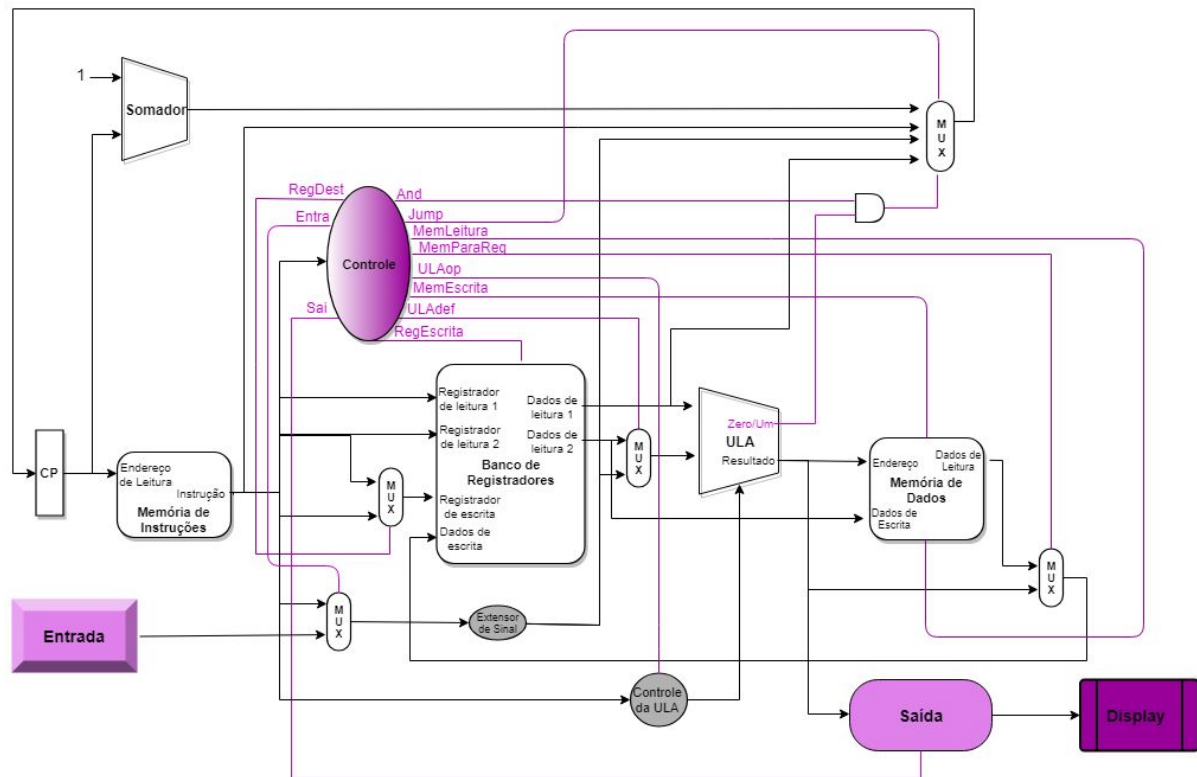 1
Somador
M
U
X
RegDest
And
Entra
Jump
MemLeitura
MemParaReg
Controle
ULAop
MemEscrita
Sai
ULAdef
RegEscrita
Registrador
de leitura 1
Dados de
leitura 1
Registrador
de leitura 2
Dados de
leitura 2
Banco de
Registradores
Registrador
de escrita
Dados de
escrita
M
U
X
Zero/Um
ULA
Resultado
Endereço
Dados de
Leitura
Memória de
Dados
Dados de
Escrita
CP
Endereço
de Leitura
Instrução
Memória de
Instruções
M
U
X
M
U
X
M
U
X
Entrada
Extensor
de Sinal
Controle
da ULA
Saída
Display